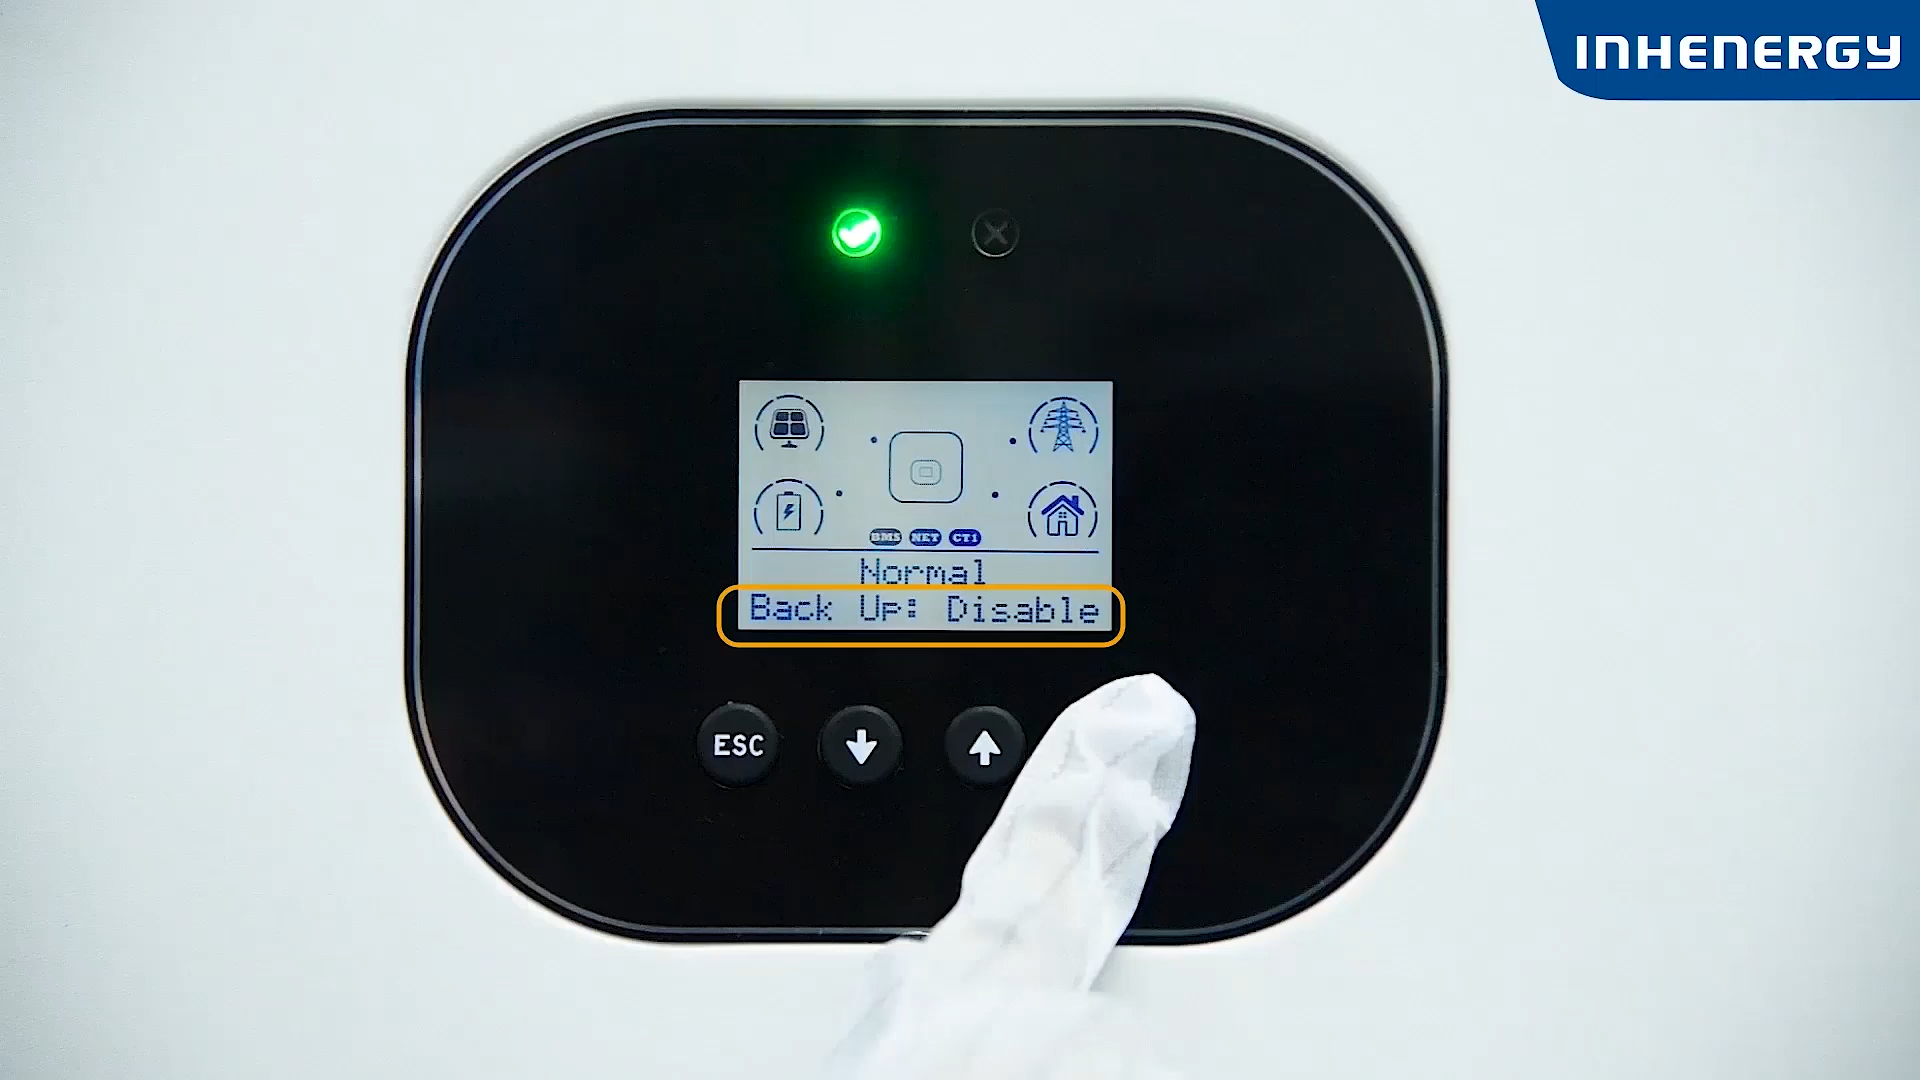 INHENERGY
BMS NET CT1
Normal
Back Up: Disable
ESC